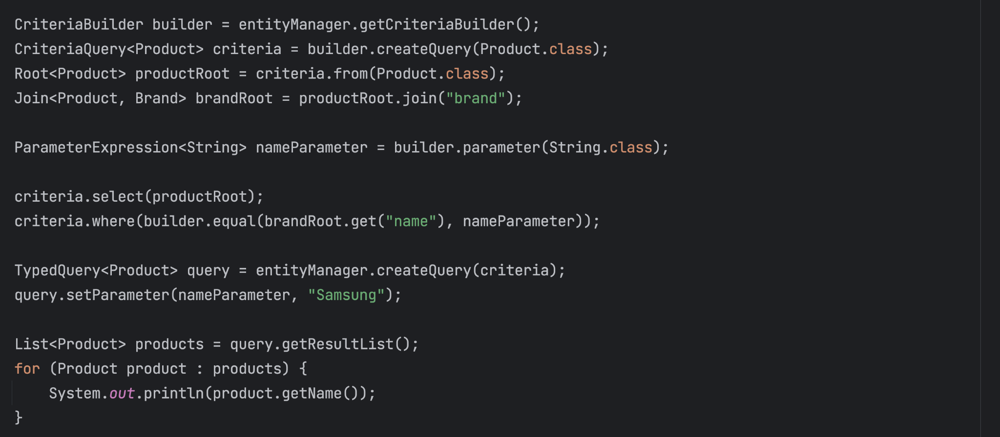 CriteriaBuilder builder = entityManager.getCriteriaBuilder();
CriteriaQuery<Product> criteria = builder.createQuery(Product.class);
Root<Product> productRoot = criteria.from(Product.class);
Join<Product, Brand> brandRoot = productRoot.join("brand");

ParameterExpression<String> nameParameter = builder.parameter(String.class);

criteria.select(productRoot);
criteria.where(builder.equal(brandRoot.get("name"), nameParameter));

TypedQuery<Product> query = entityManager.createQuery(criteria);
query.setParameter(nameParameter, "Samsung");

List<Product> products = query.getResultList();
for (Product product : products) {
    System.out.println(product.getName());
}